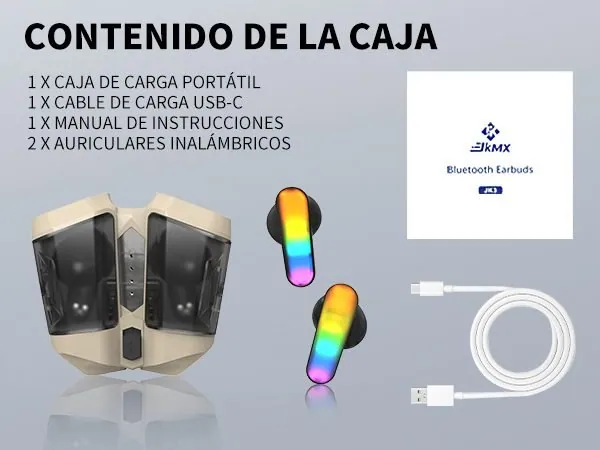 CONTENIDO DE LA CAJA
1 X CAJA DE CARGA PORTÁTIL
1 X CABLE DE CARGA USB-C
1 X MANUAL DE INSTRUCCIONES
2 X AURICULARES INALÁMBRICOS
EJKMX
Bluetooth Earbuds
JK3